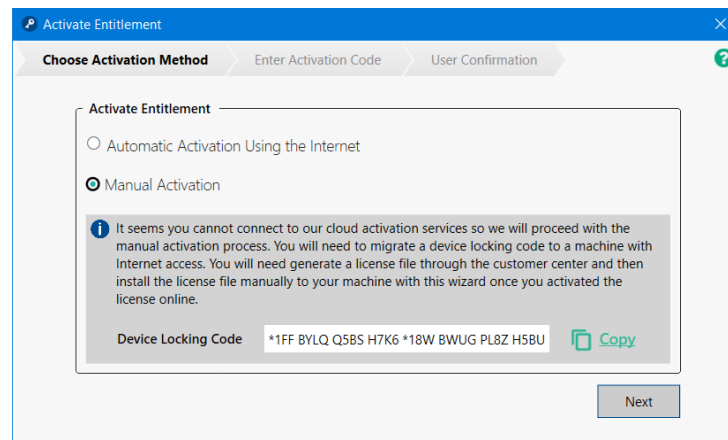 Activate Entitlement
Choose Activation Method Enter Activation Code User Confirmation
Activate Entitlement
Automatic Activation Using the Internet
Manual Activation
It seems you cannot connect to our cloud activation services so we will proceed with the
manual activation process. You will need to migrate a device locking code to a machine with
Internet access. You will need generate a license file through the customer center and then
install the license file manually to your machine with this wizard once you activated the
license online.
Device Locking Code *1FF BYLQ Q5BS H7K6 *18W BWUG PL8Z H5BU Copy
Next